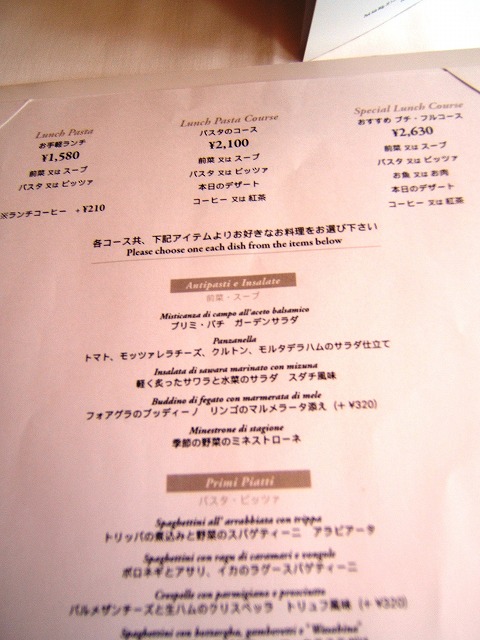 Lunch Pasta
お手軽ランチ
¥1,580
前菜 又は スープ
パスタ 又は ピッツァ
※ランチコーヒー + ¥210
Lunch Pasta Course
パスタのコース
¥2,100
前菜 又は スープ
パスタ 又は ピッツァ
本日のデザート
コーヒー 又は 紅茶
Special Lunch Course
おすすめ プチ・フルコース
¥2,630
前菜 又は スープ
パスタ 又は ピッツァ
お魚 又は お肉
本日のデザート
コーヒー 又は 紅茶
各コース共、下記アイテムよりお好きなお料理をお選び下さい
Please choose one each dish from the items below
Antipasti e Insalate
前菜・スープ
Misticanza di campo all'aceto balsamico
プリミ・バチ ガーデンサラダ
Panzanella
トマト、モッツァレラチーズ、クルトン、モルタデラハムのサラダ仕立て
Insalata di sawara marinato con mizuna
軽く炙ったサワラと水菜のサラダ スダチ風味
Buddino di fegato con marmerata di mele
フォアグラのブッディーノ リンゴのマルメラータ添え (+ ¥320)
Minestrone di stagione
季節の野菜のミネストローネ
Primi Piatti
パスタ・ピッツァ
Spaghettini all' arrabbiata con trippa
トリッパの煮込みと野菜のスパゲティーニ アラビアータ
Spaghettini con ragu di caramari e vongole
ポロネギとアサリ、イカのラグースパゲティーニ
Crespelle con parmigiano e prosciutto
パルメザンチーズと生ハムのクリスペッラ トリュフ風味 (+ ¥320)
Spaghettini con bottarga, gamberetti e